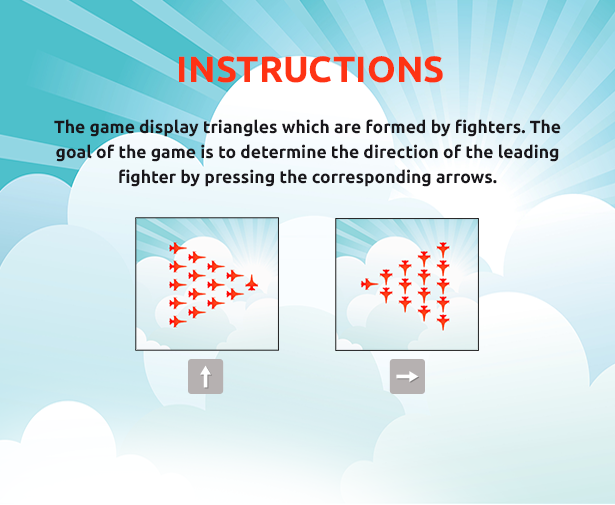 INSTRUCTIONS
The game display triangles which are formed by fighters. The
goal of the game is to determine the direction of the leading
fighter by pressing the corresponding arrows.